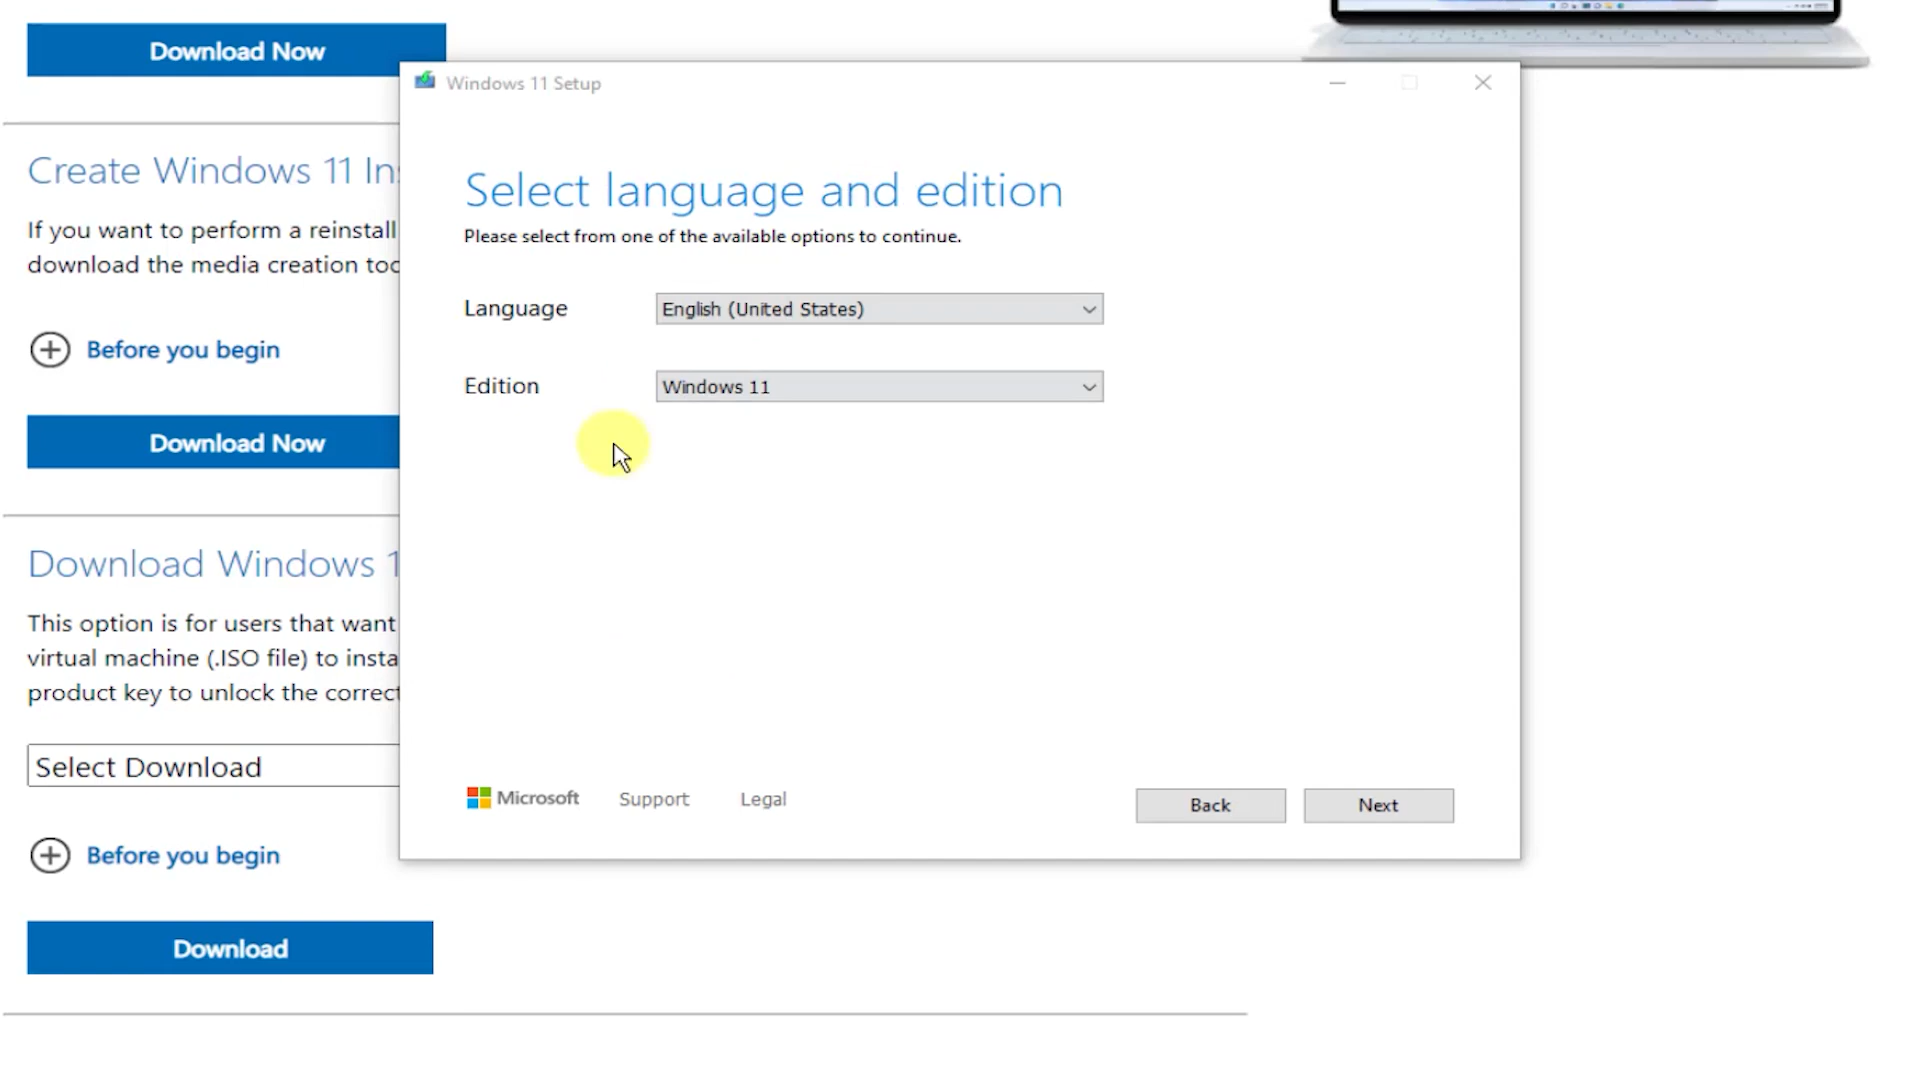 Download Now
Create Windows 11 Ins
If you want to perform a reinstall
download the media creation too
Before you begin
Download Now
Download Windows 1
This option is for users that want
virtual machine (.ISO file) to insta
product key to unlock the correct
Select Download
Before you begin
Download
Windows 11 Setup
Select language and edition
Please select from one of the available options to continue.
Language
English (United States)
Edition
Windows 11
Microsoft
Support
Legal
Back
Next